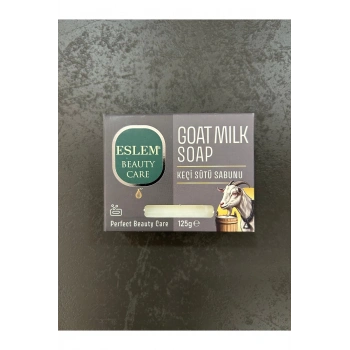 ESLEM®
BEAUTY
CARE
GOAT MILK
SOAP
KEÇİ SÜTÜ SABUNU
Perfect Beauty Care
125g℮